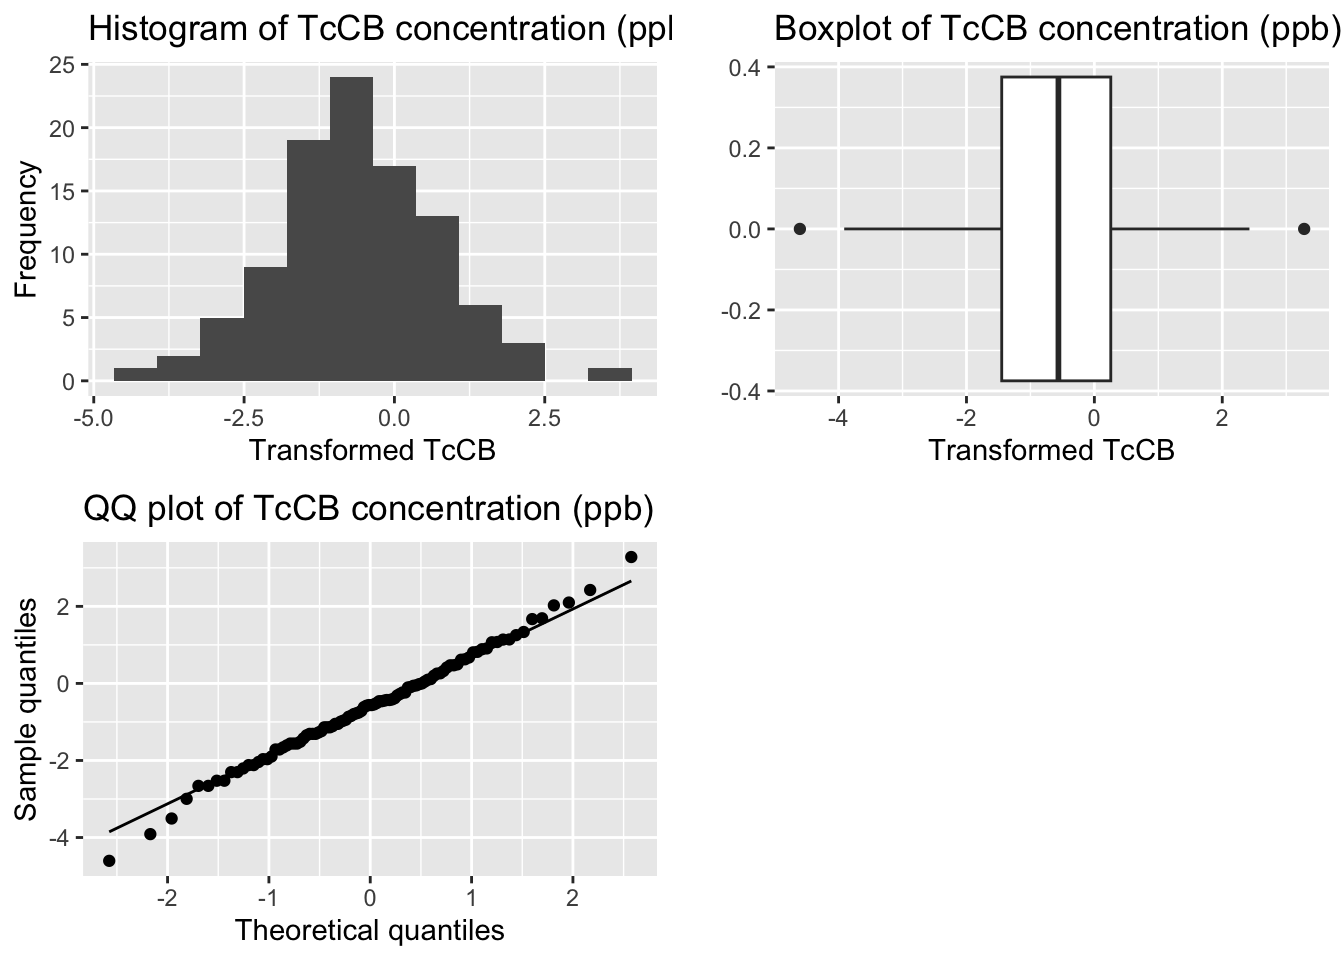 Histogram of TcCB concentration (ppl
25
20
15
10
5
0
Frequency
-5.0 -2.5 0.0 2.5
Transformed TcCB
Boxplot of TcCB concentration (ppb)
0.4
0.2
0.0
-0.2
-0.4
-4 -2 0 2
Transformed TcCB
QQ plot of TcCB concentration (ppb)
2
0
-2
-4
Sample quantiles
-2 -1 0 1 2
Theoretical quantiles